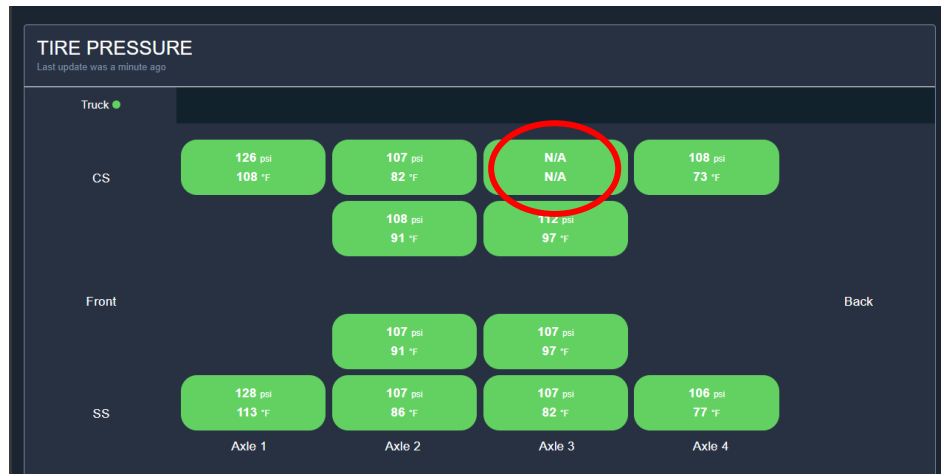 TIRE PRESSURE
Last update was a minute ago
Truck
CS
126 psi
108 °F
107 psi
82 °F
N/A
N/A
108 psi
73 °F
108 psi
91 °F
112 psi
97 °F
Front
Back
107 psi
91 °F
107 psi
97 °F
SS
128 psi
113 °F
107 psi
86 °F
107 psi
82 °F
106 psi
77 °F
Axle 1
Axle 2
Axle 3
Axle 4